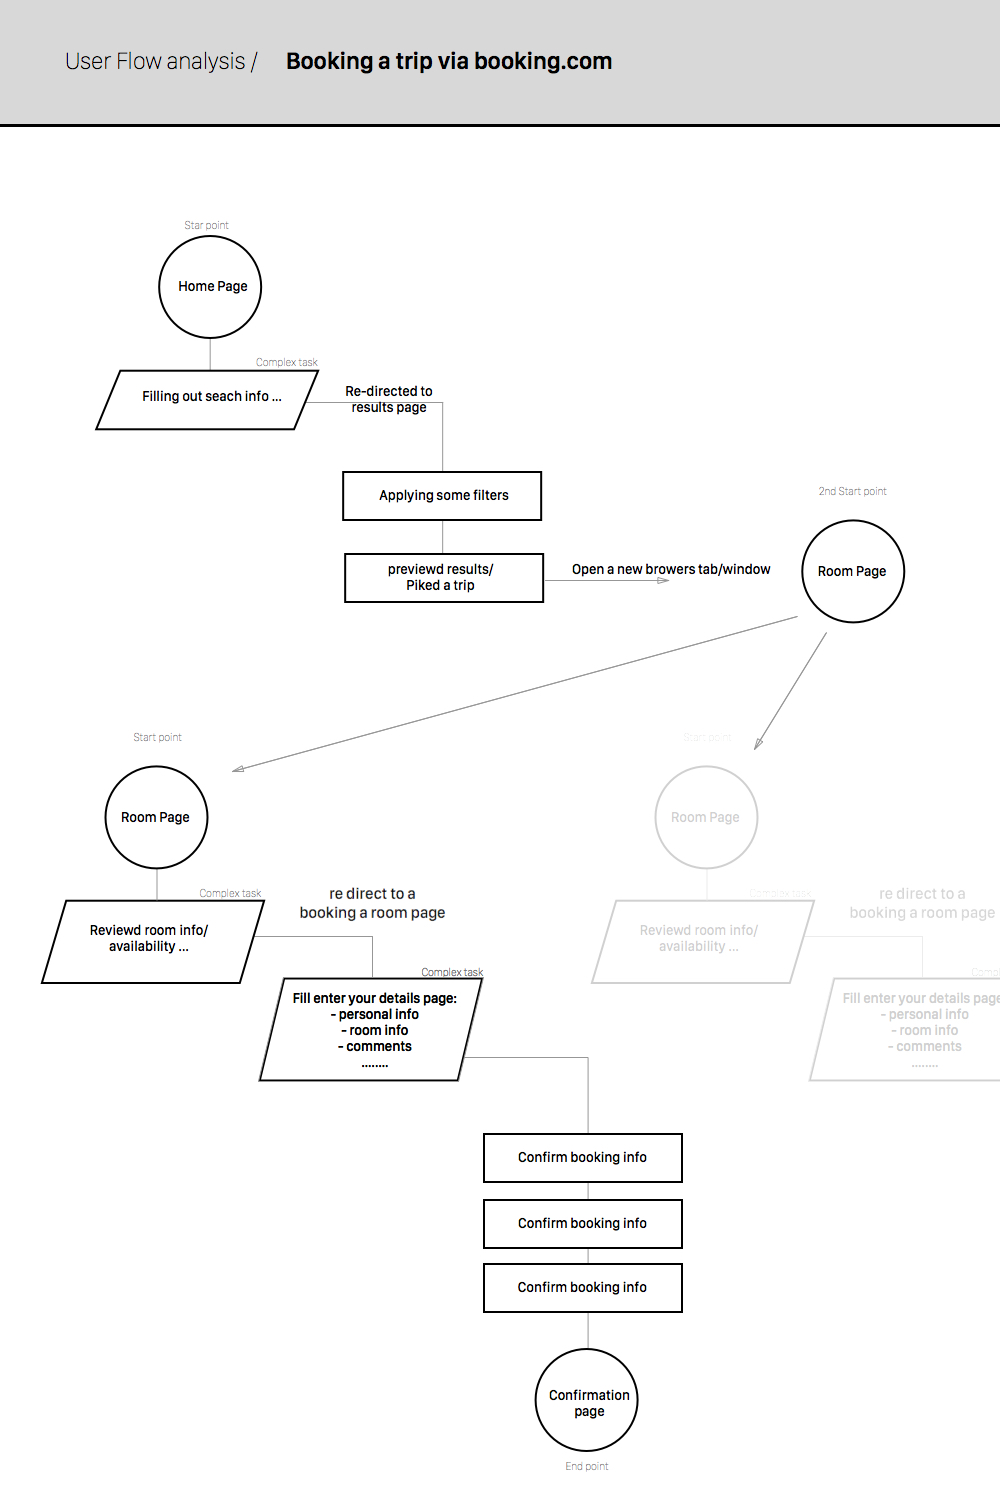 User Flow analysis / Booking a trip via booking.com
Star point
Home Page
Complex task
Filling out seach info ...
Re-directed to
results page
Applying some filters
previewd results/
Piked a trip
Open a new browers tab/window
2nd Start point
Room Page
Start point
Room Page
Complex task
Reviewd room info/
availability ...
re direct to a
booking a room page
Complex task
Fill enter your details page:
- personal info
- room info
- comments
........
Start point
Room Page
Complex task
Reviewd room info/
availability ...
re direct to a
booking a room page
Compl
Fill enter your details page
- personal info
- room info
- comments
........
Confirm booking info
Confirm booking info
Confirm booking info
Confirmation
page
End point